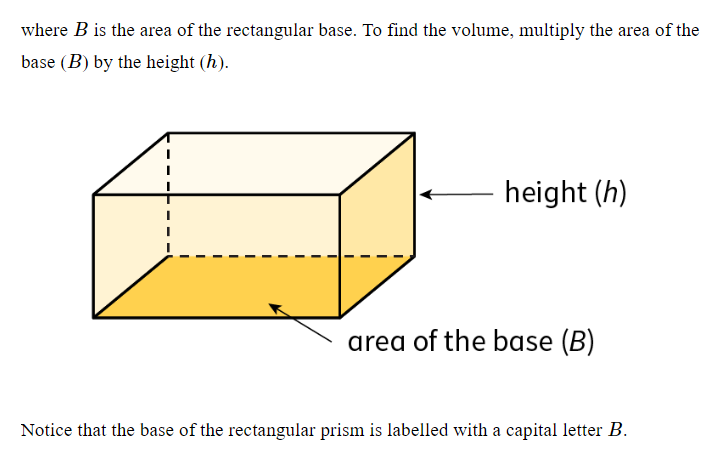 where B is the area of the rectangular base. To find the volume, multiply the area of the
base (B) by the height (h).
height (h)
area of the base (B)
Notice that the base of the rectangular prism is labelled with a capital letter B.